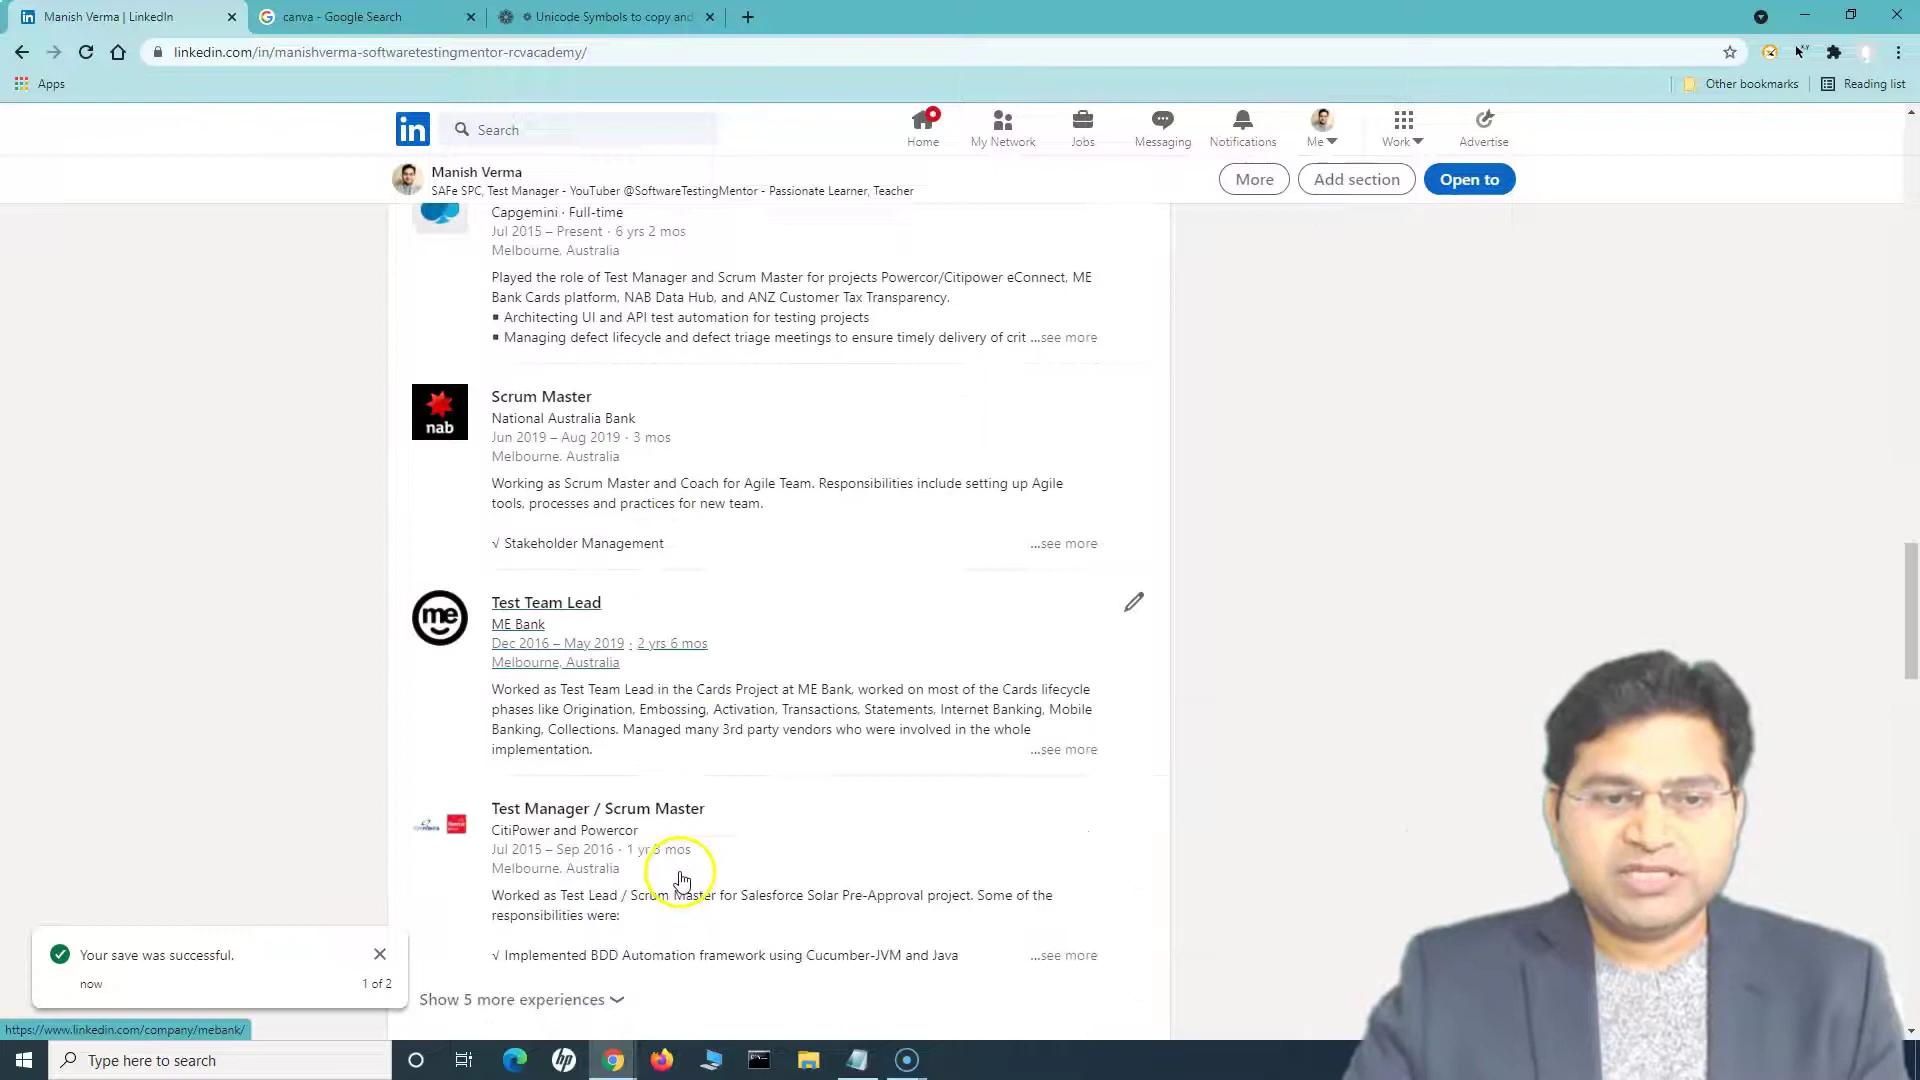 Manish Verma | LinkedIn
canva - Google Search
Unicode Symbols to copy and
linkedin.com/in/manishverma-softwaretestingmentor-rcvacademy/
Apps
Other bookmarks
Reading list
in
Search
Home
My Network
Jobs
Messaging
Notifications
Me
Work
Advertise
Manish Verma
SAFe SPC, Test Manager - YouTuber @SoftwareTestingMentor - Passionate Learner, Teacher
More
Add section
Open to
Capgemini · Full-time
Jul 2015 – Present · 6 yrs 2 mos
Melbourne, Australia
Played the role of Test Manager and Scrum Master for projects Powercor/Citipower eConnect, ME
Bank Cards platform, NAB Data Hub, and ANZ Customer Tax Transparency.
▪ Architecting UI and API test automation for testing projects
▪ Managing defect lifecycle and defect triage meetings to ensure timely delivery of crit ...see more
nab
Scrum Master
National Australia Bank
Jun 2019 – Aug 2019 · 3 mos
Melbourne, Australia
Working as Scrum Master and Coach for Agile Team. Responsibilities include setting up Agile
tools, processes and practices for new team.
√ Stakeholder Management ...see more
me
Test Team Lead
ME Bank
Dec 2016 – May 2019 · 2 yrs 6 mos
Melbourne, Australia
Worked as Test Team Lead in the Cards Project at ME Bank, worked on most of the Cards lifecycle
phases like Origination, Embossing, Activation, Transactions, Statements, Internet Banking, Mobile
Banking, Collections. Managed many 3rd party vendors who were involved in the whole
implementation. ...see more
Test Manager / Scrum Master
CitiPower and Powercor
Jul 2015 – Sep 2016 · 1 yr 3 mos
Melbourne, Australia
Worked as Test Lead / Scrum Master for Salesforce Solar Pre-Approval project. Some of the
responsibilities were:
√ Implemented BDD Automation framework using Cucumber-JVM and Java ...see more
Show 5 more experiences
Your save was successful.
now
1 of 2
https://www.linkedin.com/company/mebank/
Type here to search
hp